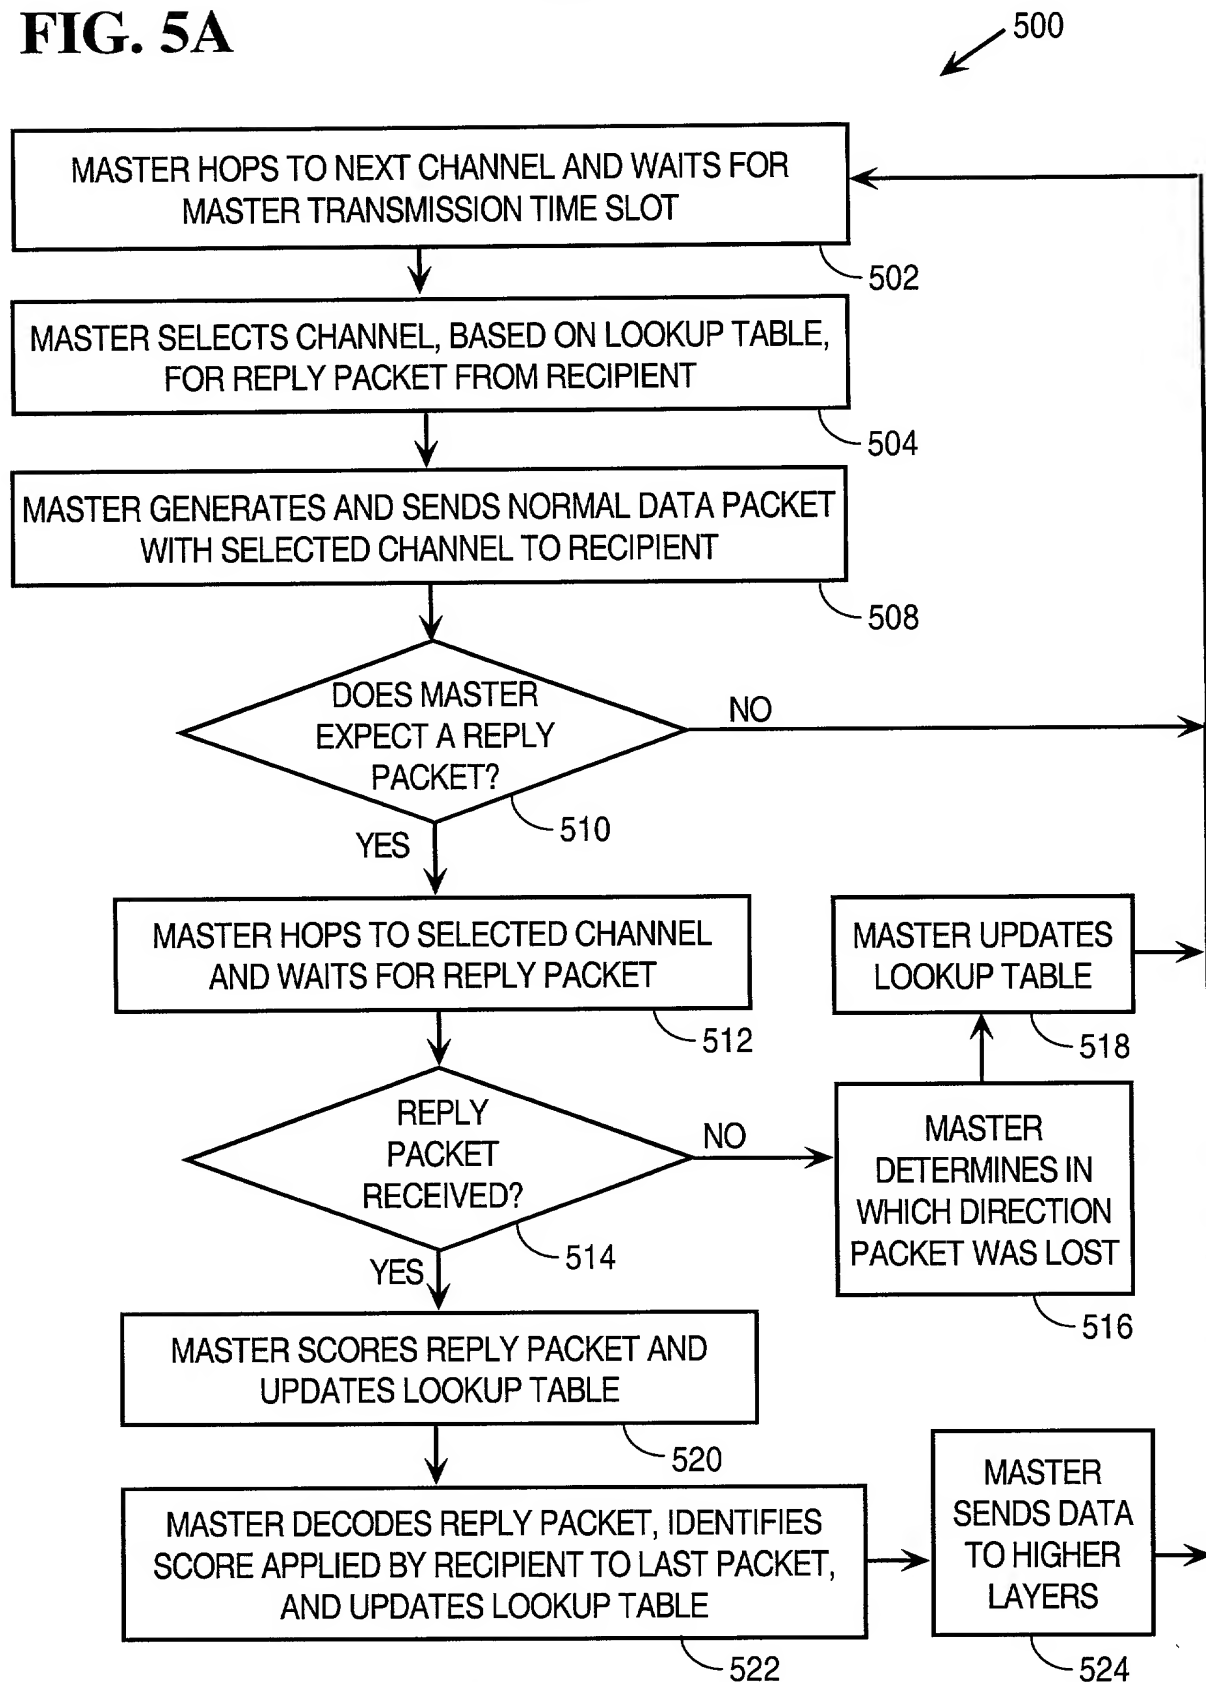 FIG. 5A
500
MASTER HOPS TO NEXT CHANNEL AND WAITS FOR
MASTER TRANSMISSION TIME SLOT
502
MASTER SELECTS CHANNEL, BASED ON LOOKUP TABLE,
FOR REPLY PACKET FROM RECIPIENT
504
MASTER GENERATES AND SENDS NORMAL DATA PACKET
WITH SELECTED CHANNEL TO RECIPIENT
508
DOES MASTER
EXPECT A REPLY
PACKET?
NO
510
YES
MASTER HOPS TO SELECTED CHANNEL
AND WAITS FOR REPLY PACKET
512
MASTER UPDATES
LOOKUP TABLE
518
REPLY
PACKET
RECEIVED?
NO
514
YES
MASTER
DETERMINES IN
WHICH DIRECTION
PACKET WAS LOST
516
MASTER SCORES REPLY PACKET AND
UPDATES LOOKUP TABLE
520
MASTER DECODES REPLY PACKET, IDENTIFIES
SCORE APPLIED BY RECIPIENT TO LAST PACKET,
AND UPDATES LOOKUP TABLE
522
MASTER
SENDS DATA
TO HIGHER
LAYERS
524